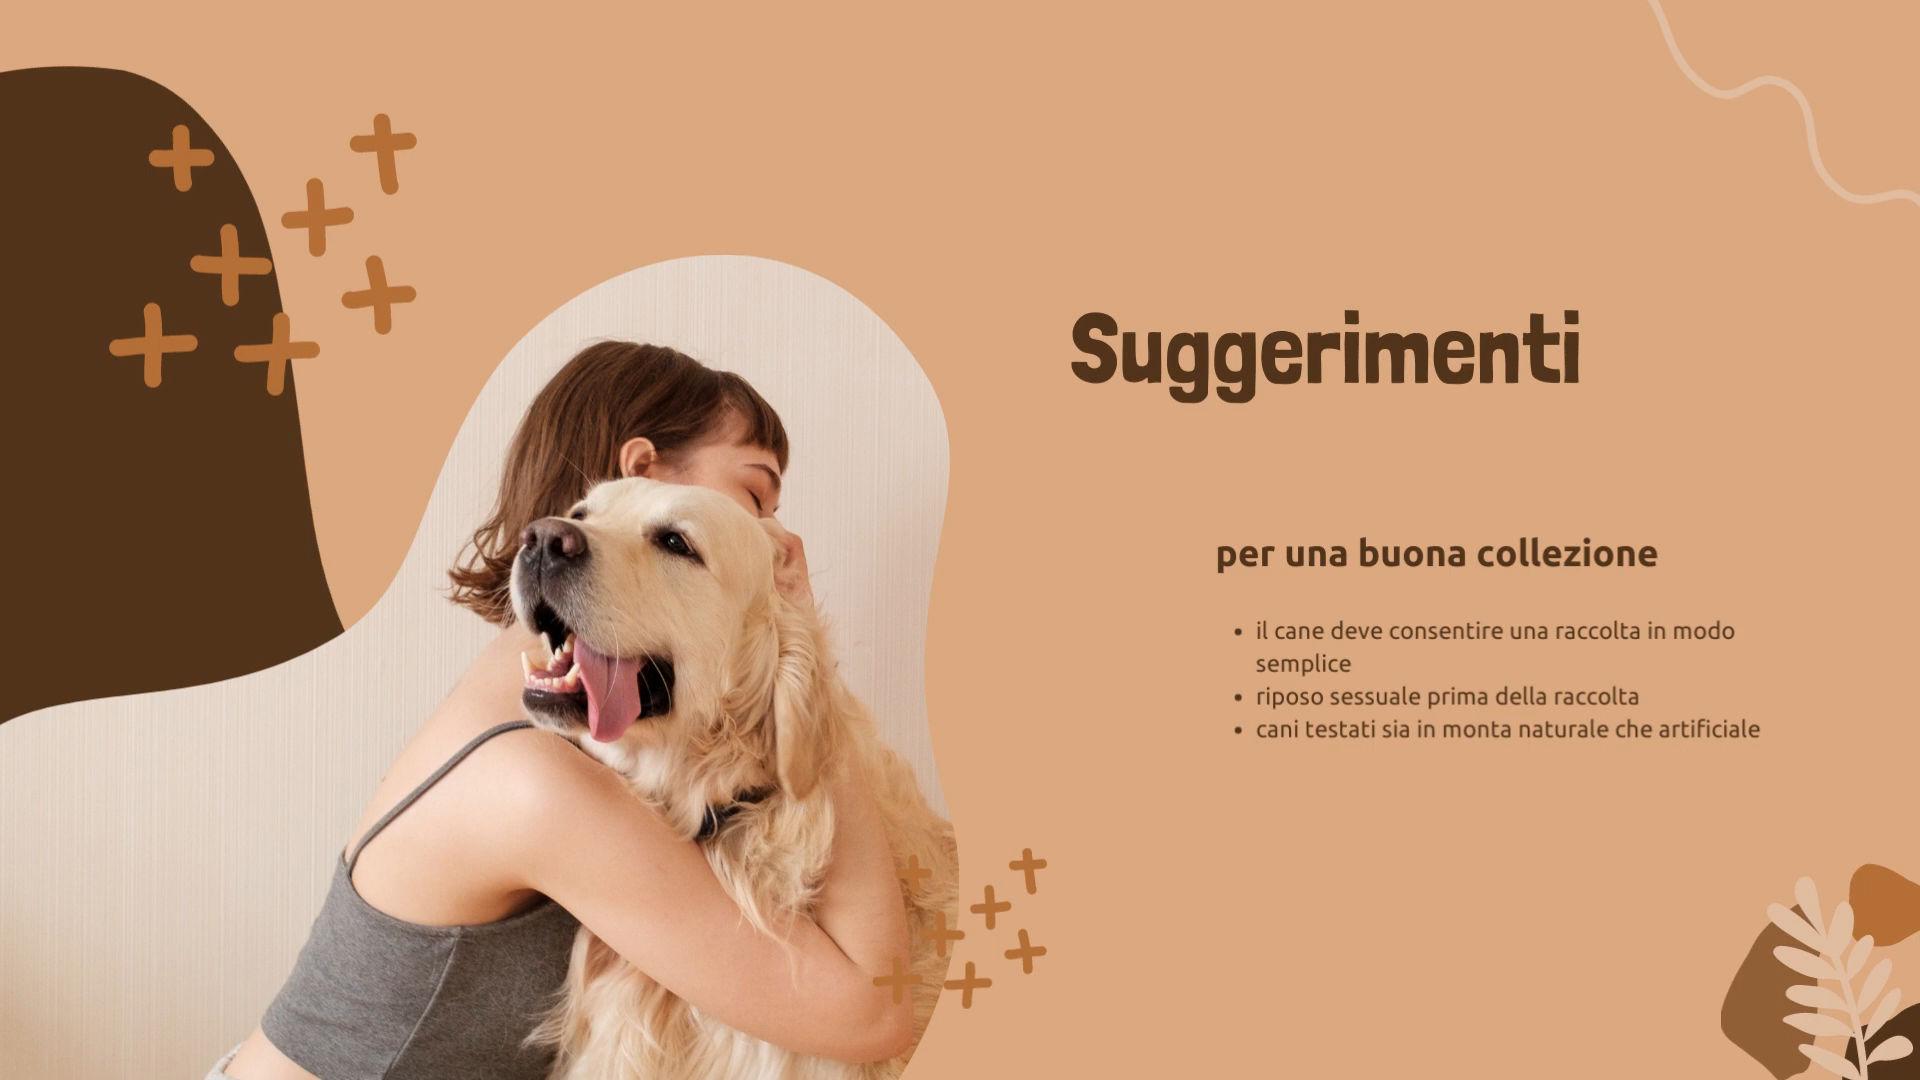 Suggerimenti
per una buona collezione
• il cane deve consentire una raccolta in modo
semplice
• riposo sessuale prima della raccolta
• cani testati sia in monta naturale che artificiale